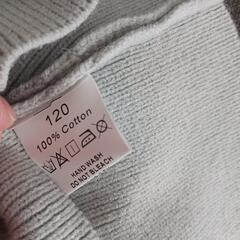 120
100% Cotton
HAND WASH
DO NOT BLEACH